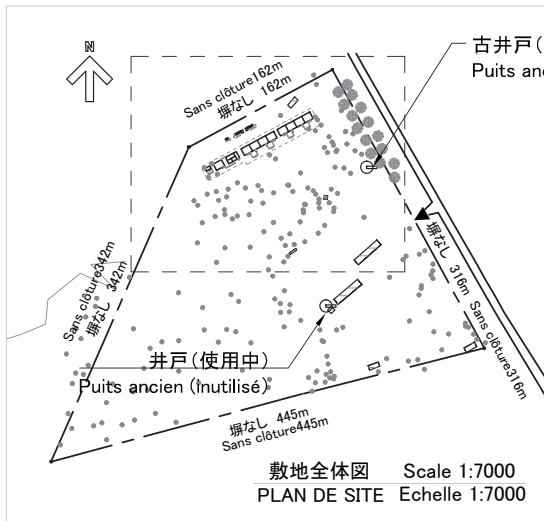 N
古井戸(
Puits anc
Sans clôture162m
塀なし 162m
Sans clôture342m
塀なし 342m
塀なし 316m Sans clôture316m
井戸(使用中)
Puits ancien (inutilisé)
塀なし 445m
Sans clôture445m
敷地全体図 Scale 1:7000
PLAN DE SITE Echelle 1:7000